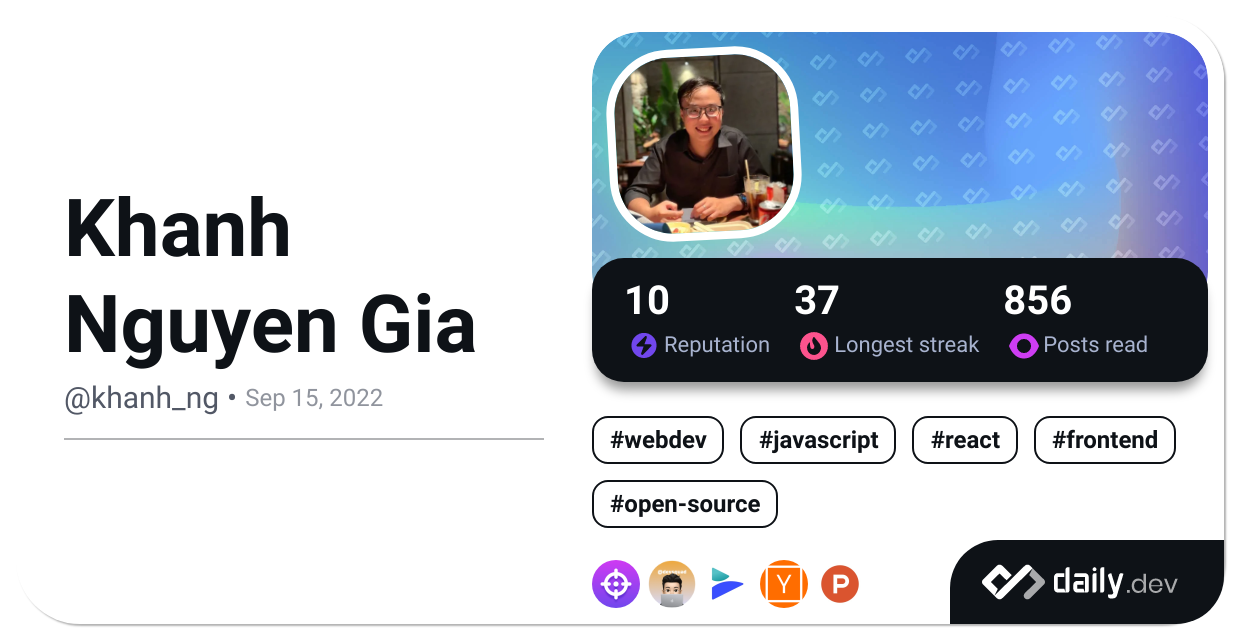 Khanh
Nguyen Gia
@khanh_ng • Sep 15, 2022
10
Reputation
37
Longest streak
856
Posts read
#webdev
#javascript
#react
#frontend
#open-source
Y
P
daily.dev